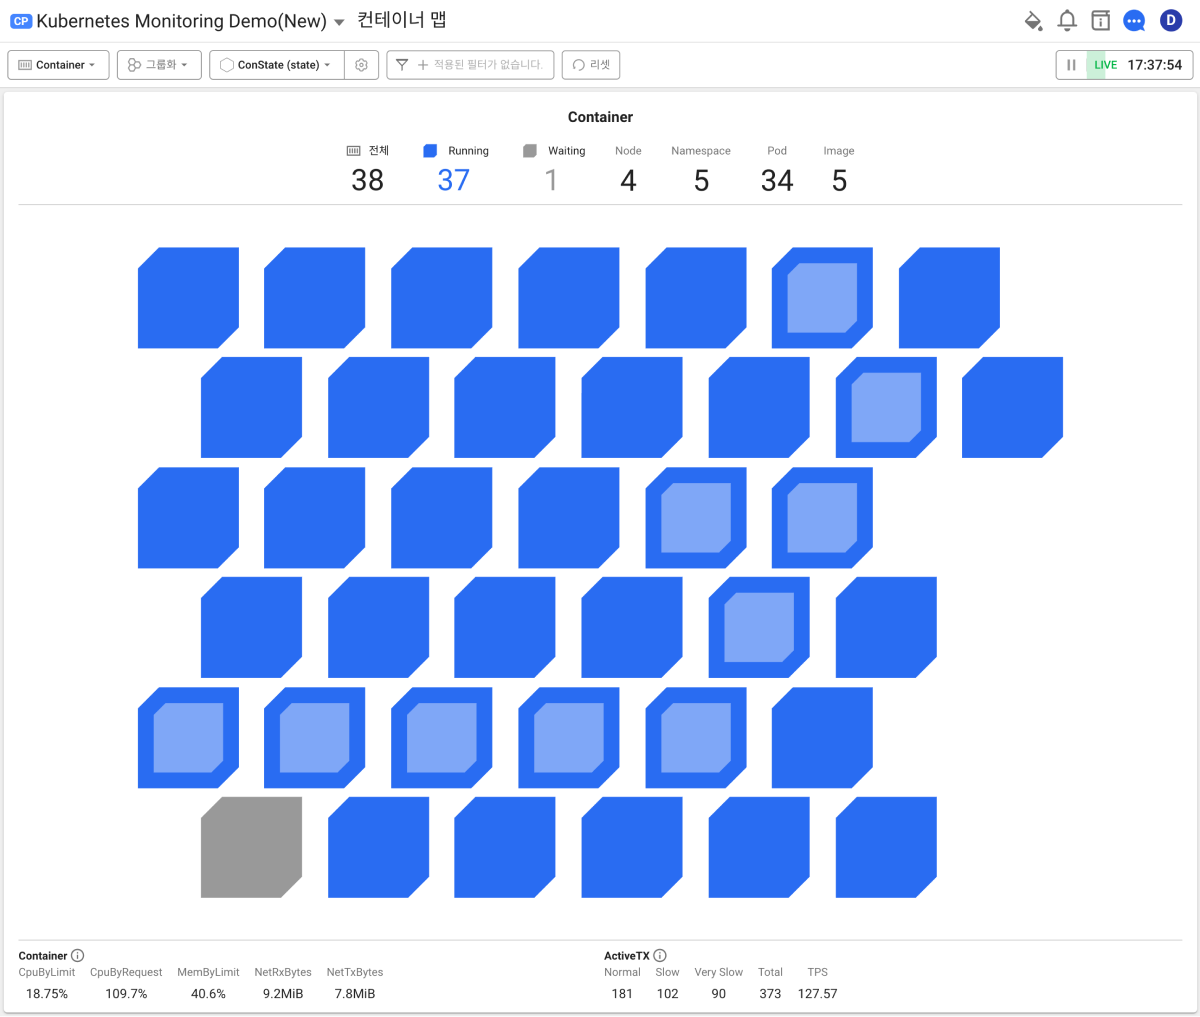 CP Kubernetes Monitoring Demo(New) 컨테이너 맵 D
Container 그룹화 ConState (state) 적용된 필터가 없습니다. 리셋 LIVE 17:37:54
Container
전체 Running Waiting Node Namespace Pod Image
38 37 1 4 5 34 5
Container ActiveTX
CpuByLimit CpuByRequest MemByLimit NetRxBytes NetTxBytes Normal Slow Very Slow Total TPS
18.75% 109.7% 40.6% 9.2MiB 7.8MiB 181 102 90 373 127.57